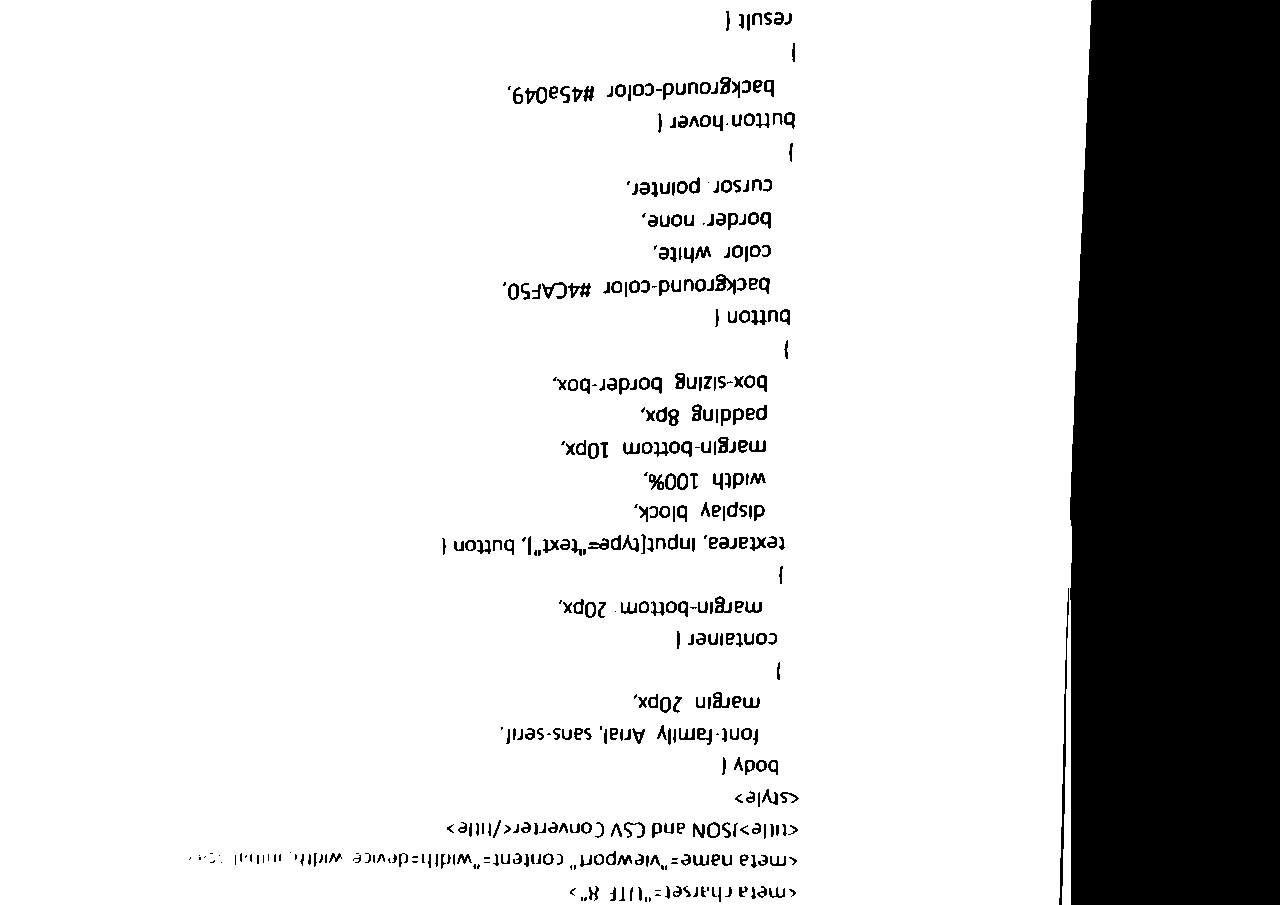 <meta charset="UTF-8">
<meta name="viewport" content="width=device-width, initial
<title>JSON and CSV Converter</title>
<style>
body {
font-family Arial, sans-serif,
margin 20px,
}
container {
margin-bottom 20px,
}
textarea, input[type="text"], button {
display block,
width 100%,
margin-bottom 10px,
padding 8px,
box-sizing border-box,
}
button {
background-color #4CAF50,
color white,
border none,
cursor pointer,
}
button hover {
background-color #45a049,
}
result {